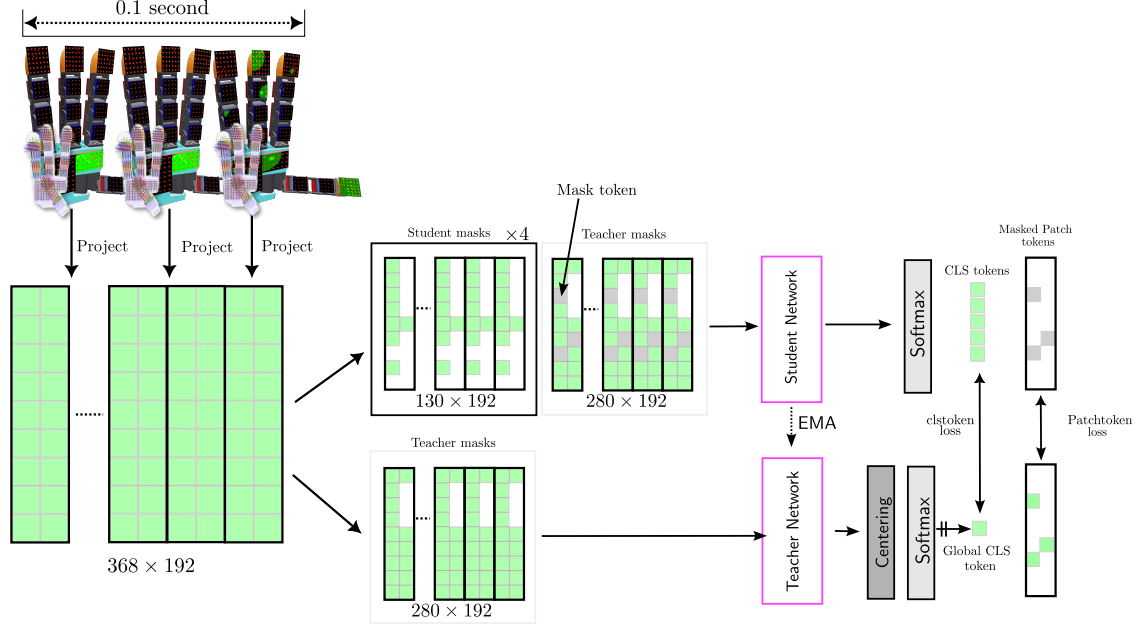 0.1 second
Project
Project
Project
368 × 192
Student masks
×4
130 × 192
Mask token
Teacher masks
280 × 192
Teacher masks
280 × 192
Student Network
EMA
Teacher Network
Softmax
CLS tokens
Masked Patch
tokens
clstoken
loss
Patchtoken
loss
Centering
Softmax
Global CLS
token